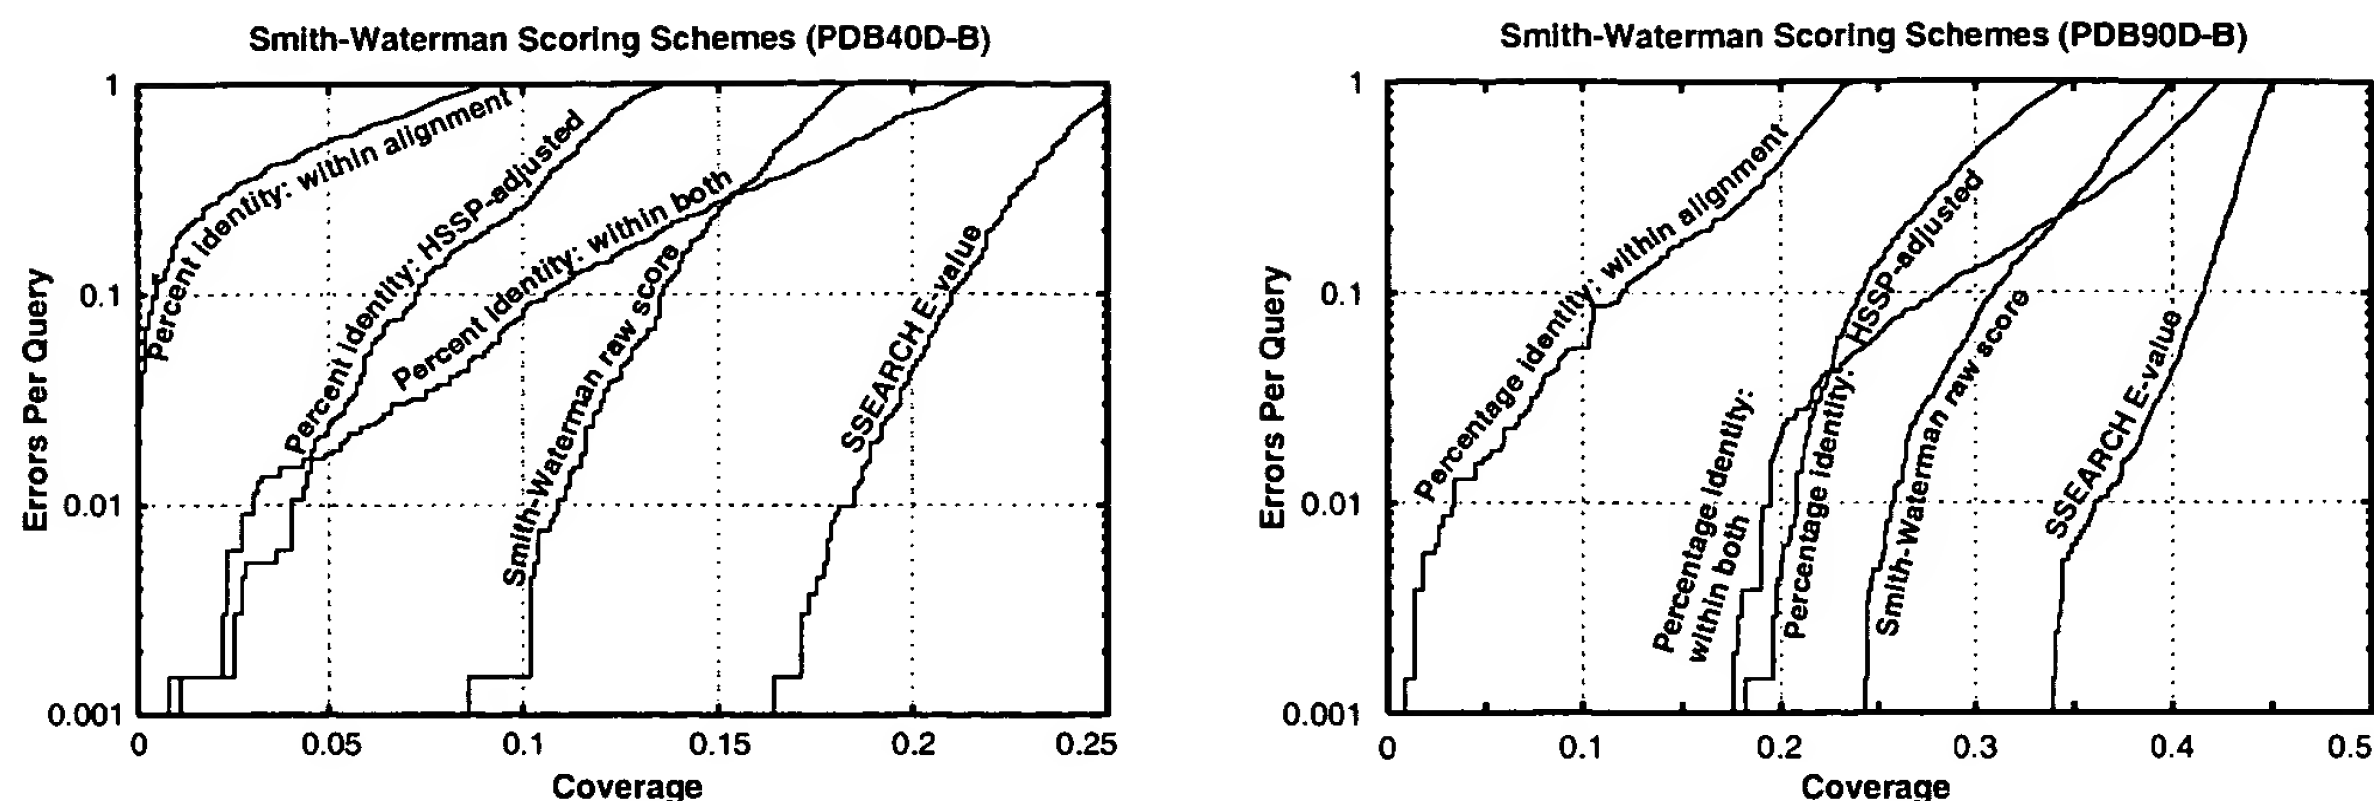 Smith-Waterman Scoring Schemes (PDB40D-B)
Errors Per Query
1
0.1
0.01
0.001
Percent identity: within alignment
Percent identity: HSSP-adjusted
Percent identity: within both
Smith-Waterman raw score
SSEARCH E-value
0 0.05 0.1 0.15 0.2 0.25
Coverage
Smith-Waterman Scoring Schemes (PDB90D-B)
Errors Per Query
1
0.1
0.01
0.001
Percentage identity: within alignment
Percentage identity:
within both
Percentage identity: HSSP-adjusted
Smith-Waterman raw score
SSEARCH E-value
0 0.1 0.2 0.3 0.4 0.5
Coverage